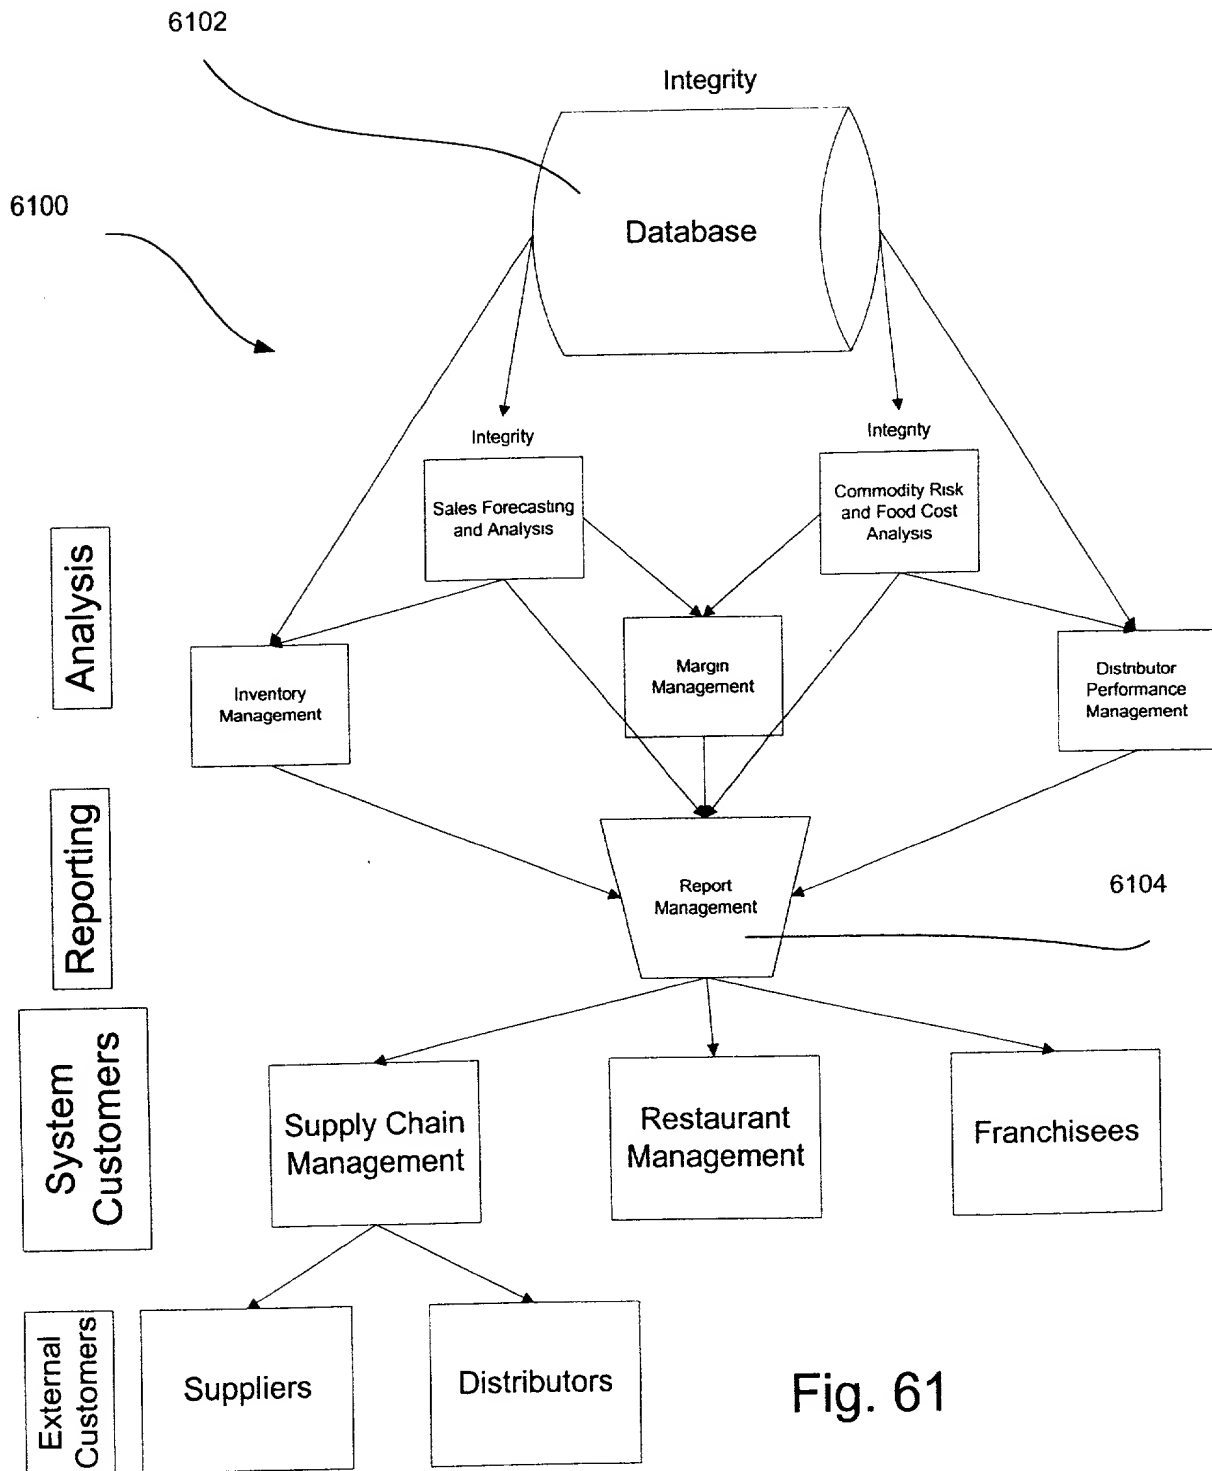 6102
Integrity
6100
Database
Integrity
Integrity
Sales Forecasting
and Analysis
Commodity Risk
and Food Cost
Analysis
Analysis
Inventory
Management
Margin
Management
Distributor
Performance
Management
Reporting
Report
Management
6104
System
Customers
Supply Chain
Management
Restaurant
Management
Franchisees
External
Customers
Suppliers
Distributors
Fig. 61